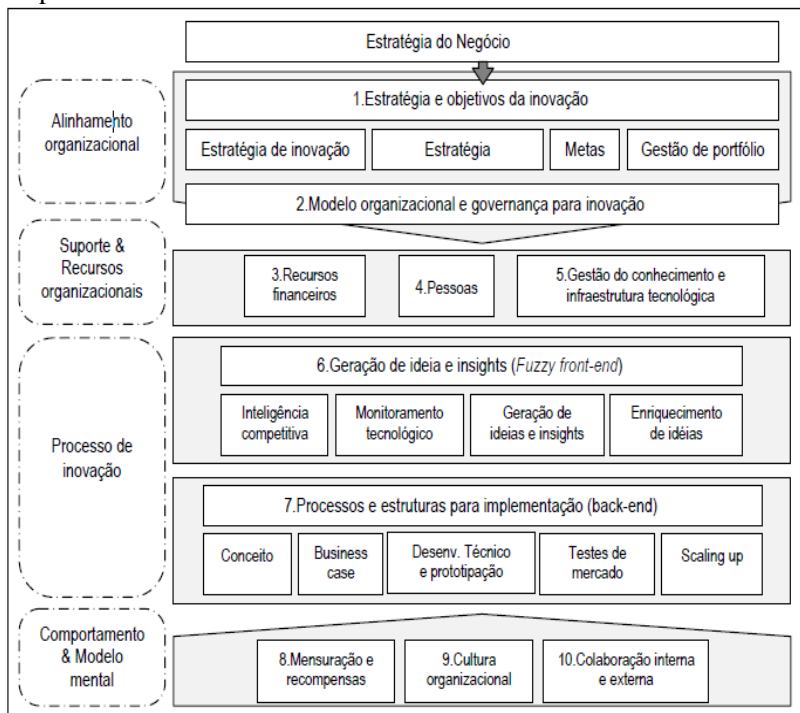 Estratégia do Negócio
1.Estratégia e objetivos da inovação
Alinhamento
organizacional
Estratégia de inovação
Estratégia
Metas
Gestão de portfólio
2.Modelo organizacional e governança para inovação
Suporte &
Recursos
organizacionais
3.Recursos
financeiros
4.Pessoas
5.Gestão do conhecimento e
infraestrutura tecnológica
6.Geração de ideia e insights (Fuzzy front-end)
Inteligência
competitiva
Monitoramento
tecnológico
Geração de
ideias e insights
Enriquecimento
de idéias
Processo de
inovação
7.Processos e estruturas para implementação (back-end)
Conceito
Business
case
Desenv. Técnico
e prototipação
Testes de
mercado
Scaling up
Comportamento
& Modelo
mental
8.Mensuração e
recompensas
9.Cultura
organizacional
10.Colaboração interna
e externa